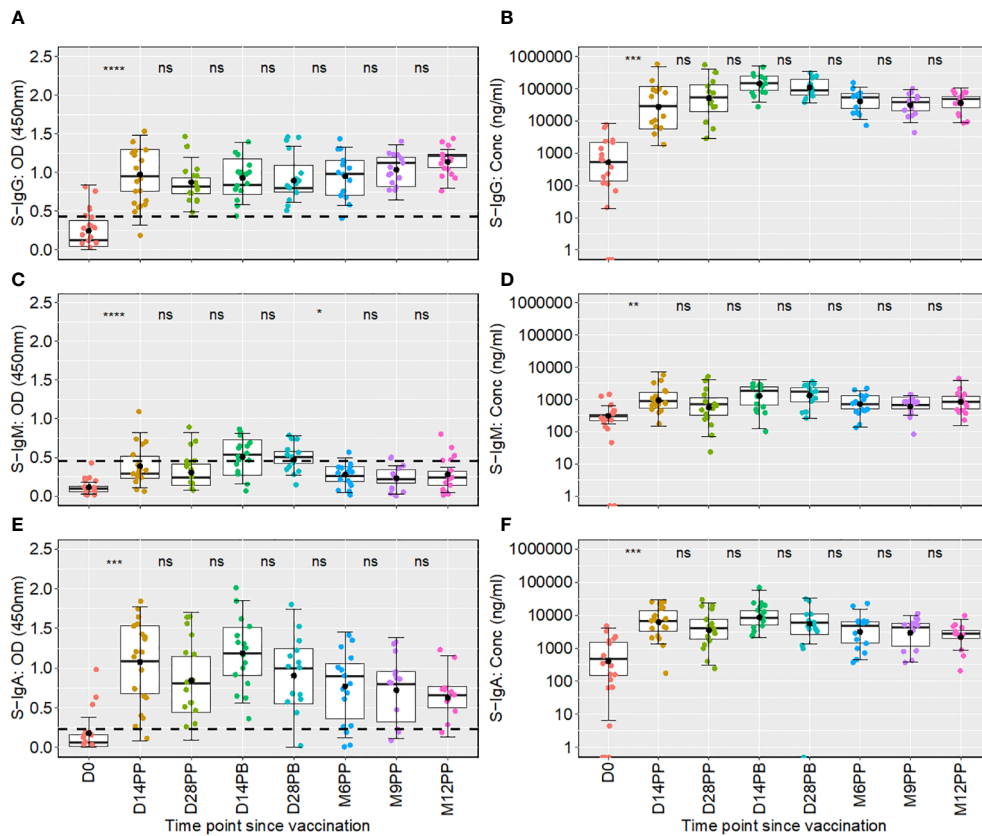 A
S-IgG: OD (450nm)
2.5
2.0
1.5
1.0
0.5
0.0
**** ns ns ns ns ns ns
B
S-IgG: Conc (ng/ml)
1000000
100000
10000
1000
100
10
1
*** ns ns ns ns ns ns
C
S-IgM: OD (450nm)
2.5
2.0
1.5
1.0
0.5
0.0
**** ns ns ns * ns ns
D
S-IgM: Conc (ng/ml)
1000000
100000
10000
1000
100
10
1
** ns ns ns ns ns ns
E
S-IgA: OD (450nm)
2.5
2.0
1.5
1.0
0.5
0.0
*** ns ns ns ns ns ns
D0 D14PP D28PP D14PB D28PB M6PP M9PP M12PP
Time point since vaccination
F
S-IgA: Conc (ng/ml)
1000000
100000
10000
1000
100
10
1
*** ns ns ns ns ns ns
D0 D14PP D28PP D14PB D28PB M6PP M9PP M12PP
Time point since vaccination